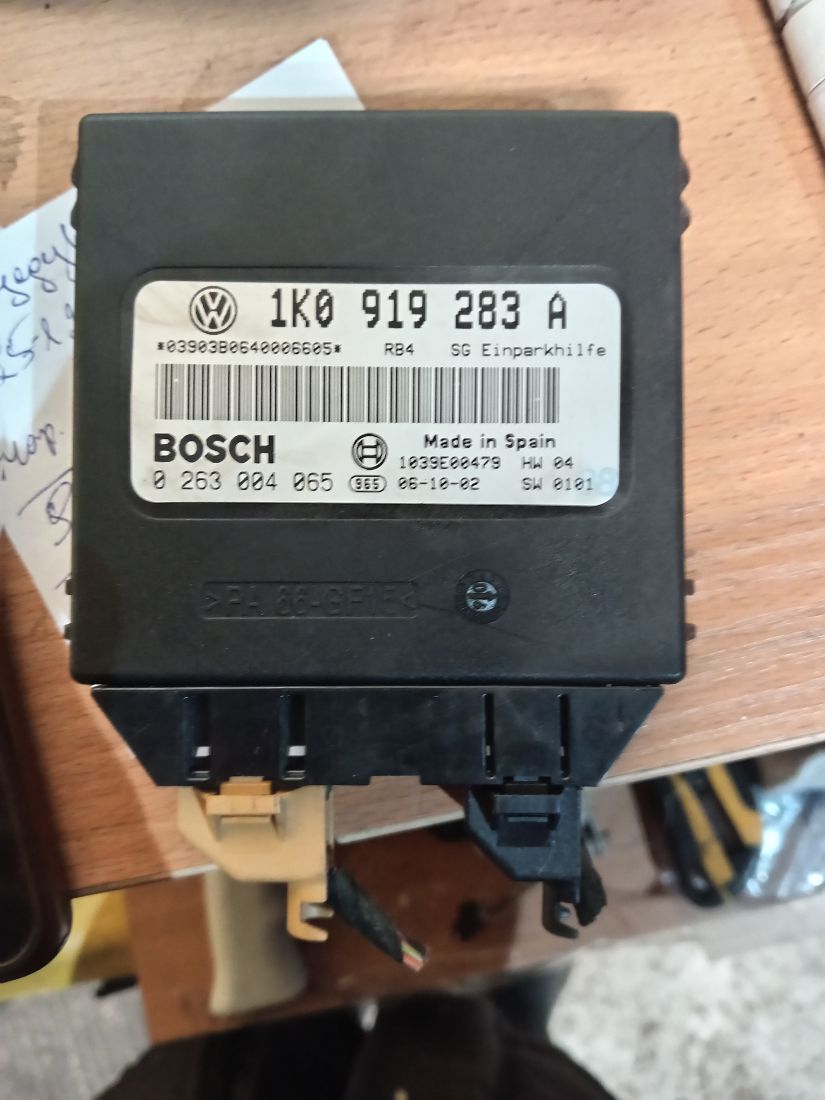 1K0 919 283 A
*03903B0640006605* RB4 SG Einparkhilfe
BOSCH
Made in Spain
1039E00479 HW 04
0 263 004 065 965 06-10-02 SW 0101
>PA 66-GF15<